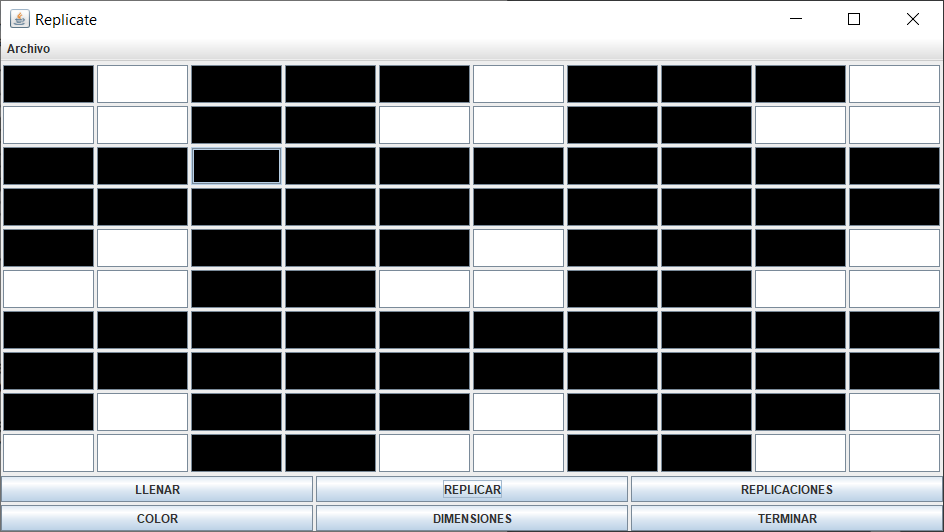 Replicate
Archivo
LLENAR REPLICAR REPLICACIONES
COLOR DIMENSIONES TERMINAR